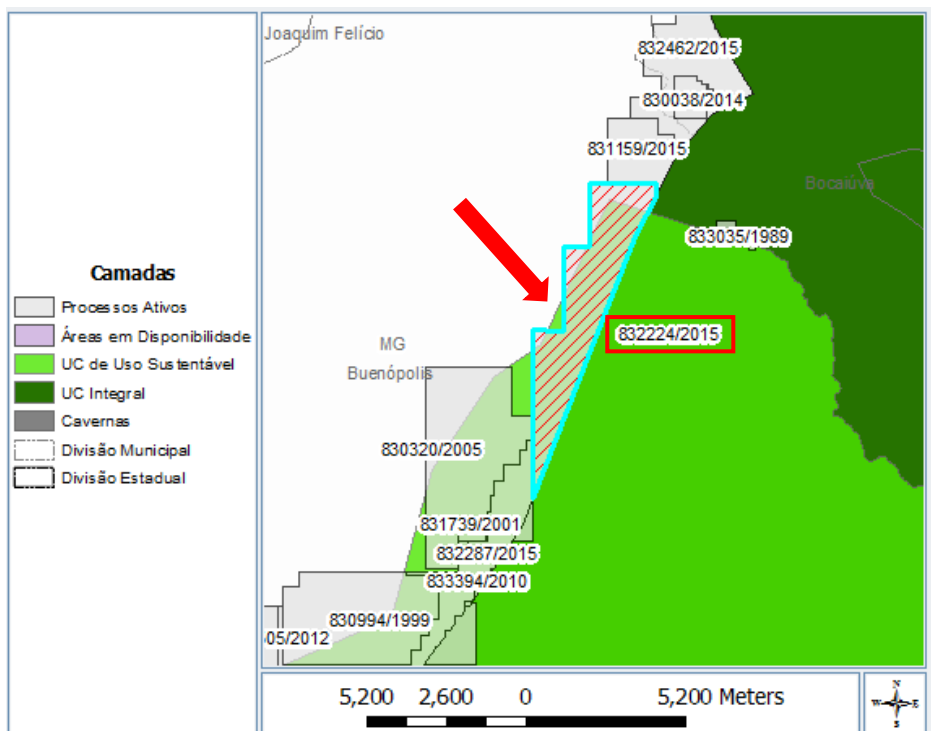 Joaquim Felício
832462/2015
830038/2014
831159/2015
Bocaiúva
833035/1989
832224/2015
MG
Buenópolis
830320/2005
831739/2001
832287/2015
833394/2010
830994/1999
05/2012
Camadas
Processos Ativos
Áreas em Disponibilidade
UC de Uso Sustentável
UC Integral
Cavernas
Divisão Municipal
Divisão Estadual
5,200 2,600 0 5,200 Meters
N
W E
S